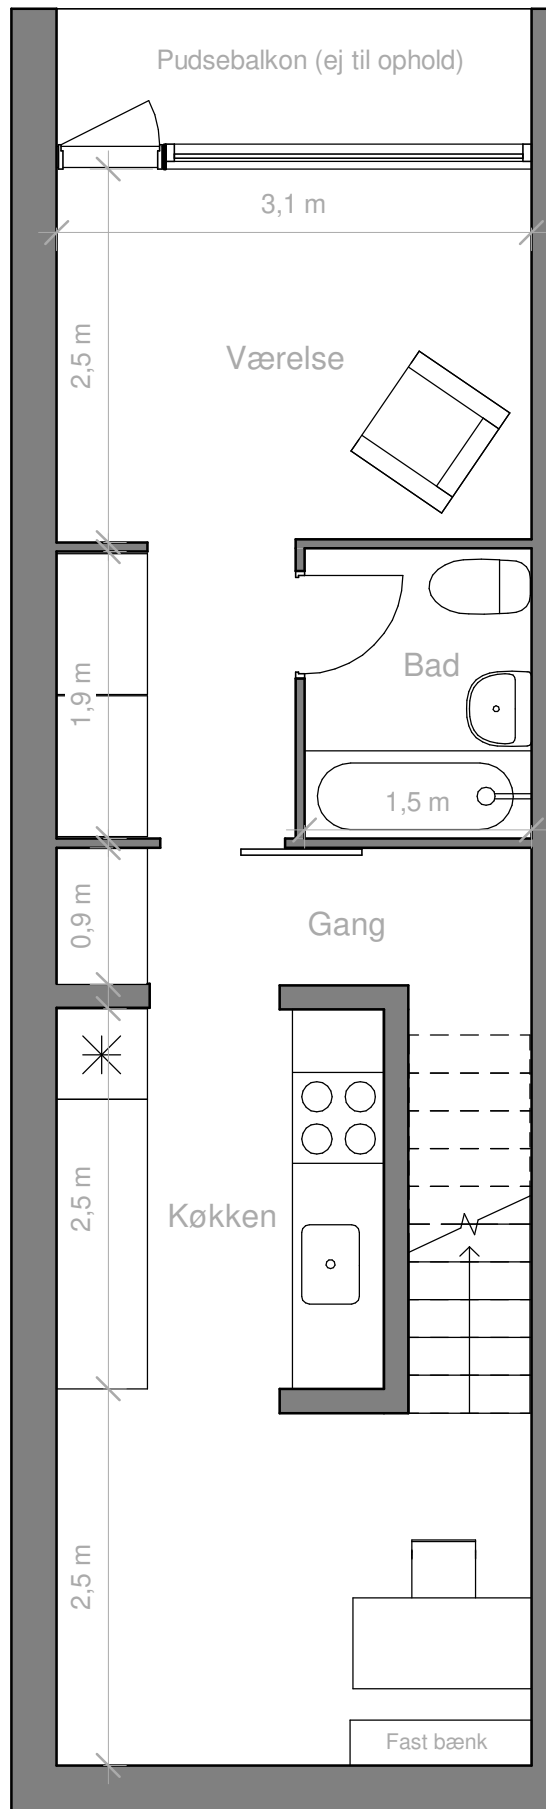 Pudsebalkon (ej til ophold)
3,1 m
2,5 m
Værelse
Bad
1,9 m
1,5 m
0,9 m
Gang
2,5 m
Køkken
2,5 m
Fast bænk